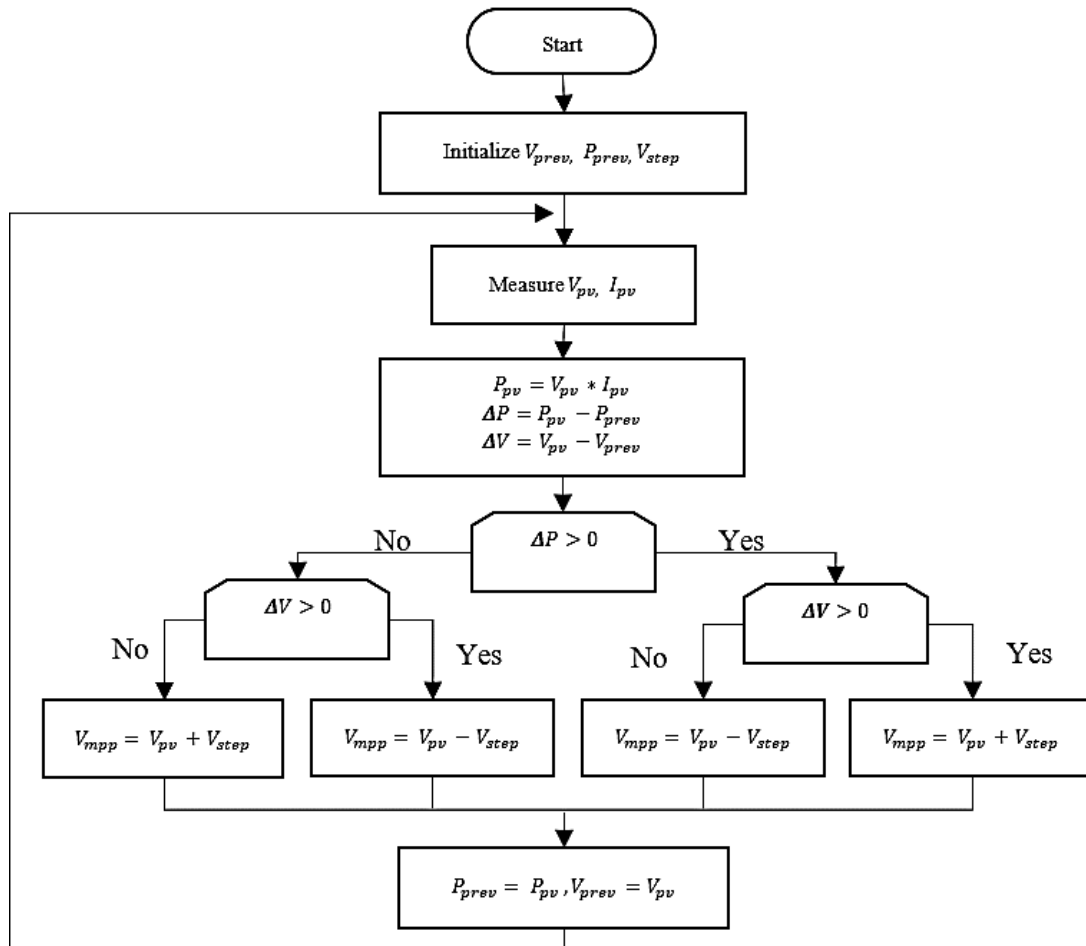 Start
Initialize V_prev, P_prev, V_step
Measure V_pv, I_pv
P_pv = V_pv * I_pv
ΔP = P_pv − P_prev
ΔV = V_pv − V_prev
ΔP > 0
No
Yes
ΔV > 0
ΔV > 0
No
Yes
No
Yes
V_mpp = V_pv + V_step
V_mpp = V_pv − V_step
V_mpp = V_pv − V_step
V_mpp = V_pv + V_step
P_prev = P_pv , V_prev = V_pv